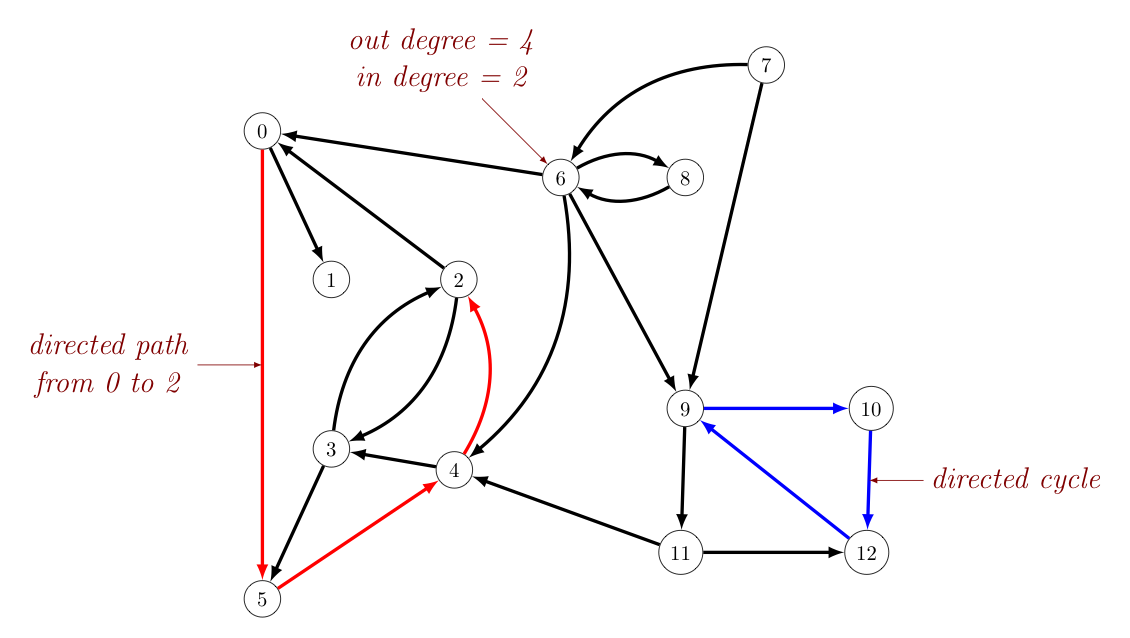 out degree = 4
in degree = 2
7
0
6
8
1
2
directed path
from 0 to 2
9
10
3
4
directed cycle
11
12
5